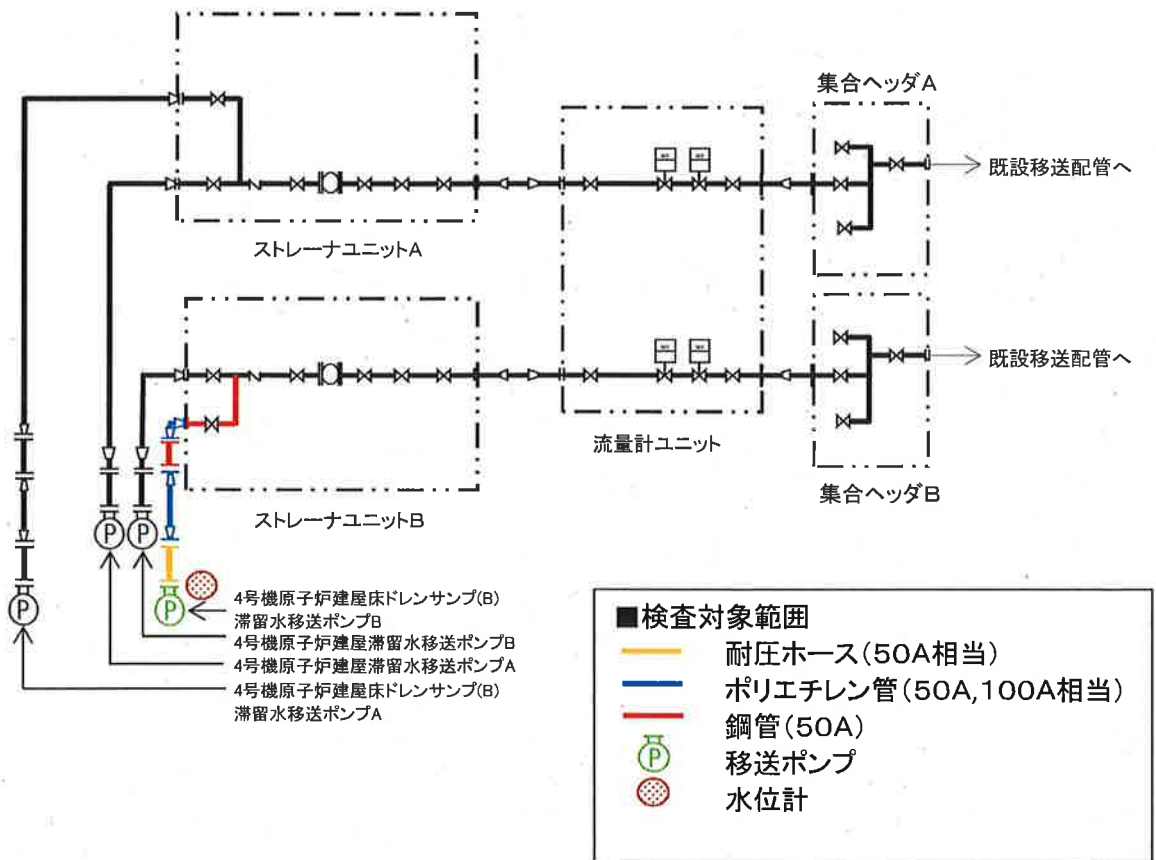 集合ヘッダA
既設移送配管へ
ストレーナユニットA
既設移送配管へ
流量計ユニット
集合ヘッダB
ストレーナユニットB
P
P
P
P
4号機原子炉建屋床ドレンサンプ(B)
滞留水移送ポンプB
4号機原子炉建屋滞留水移送ポンプB
4号機原子炉建屋滞留水移送ポンプA
4号機原子炉建屋床ドレンサンプ(B)
滞留水移送ポンプA
■検査対象範囲
耐圧ホース(50A相当)
ポリエチレン管(50A,100A相当)
鋼管(50A)
P
移送ポンプ
水位計